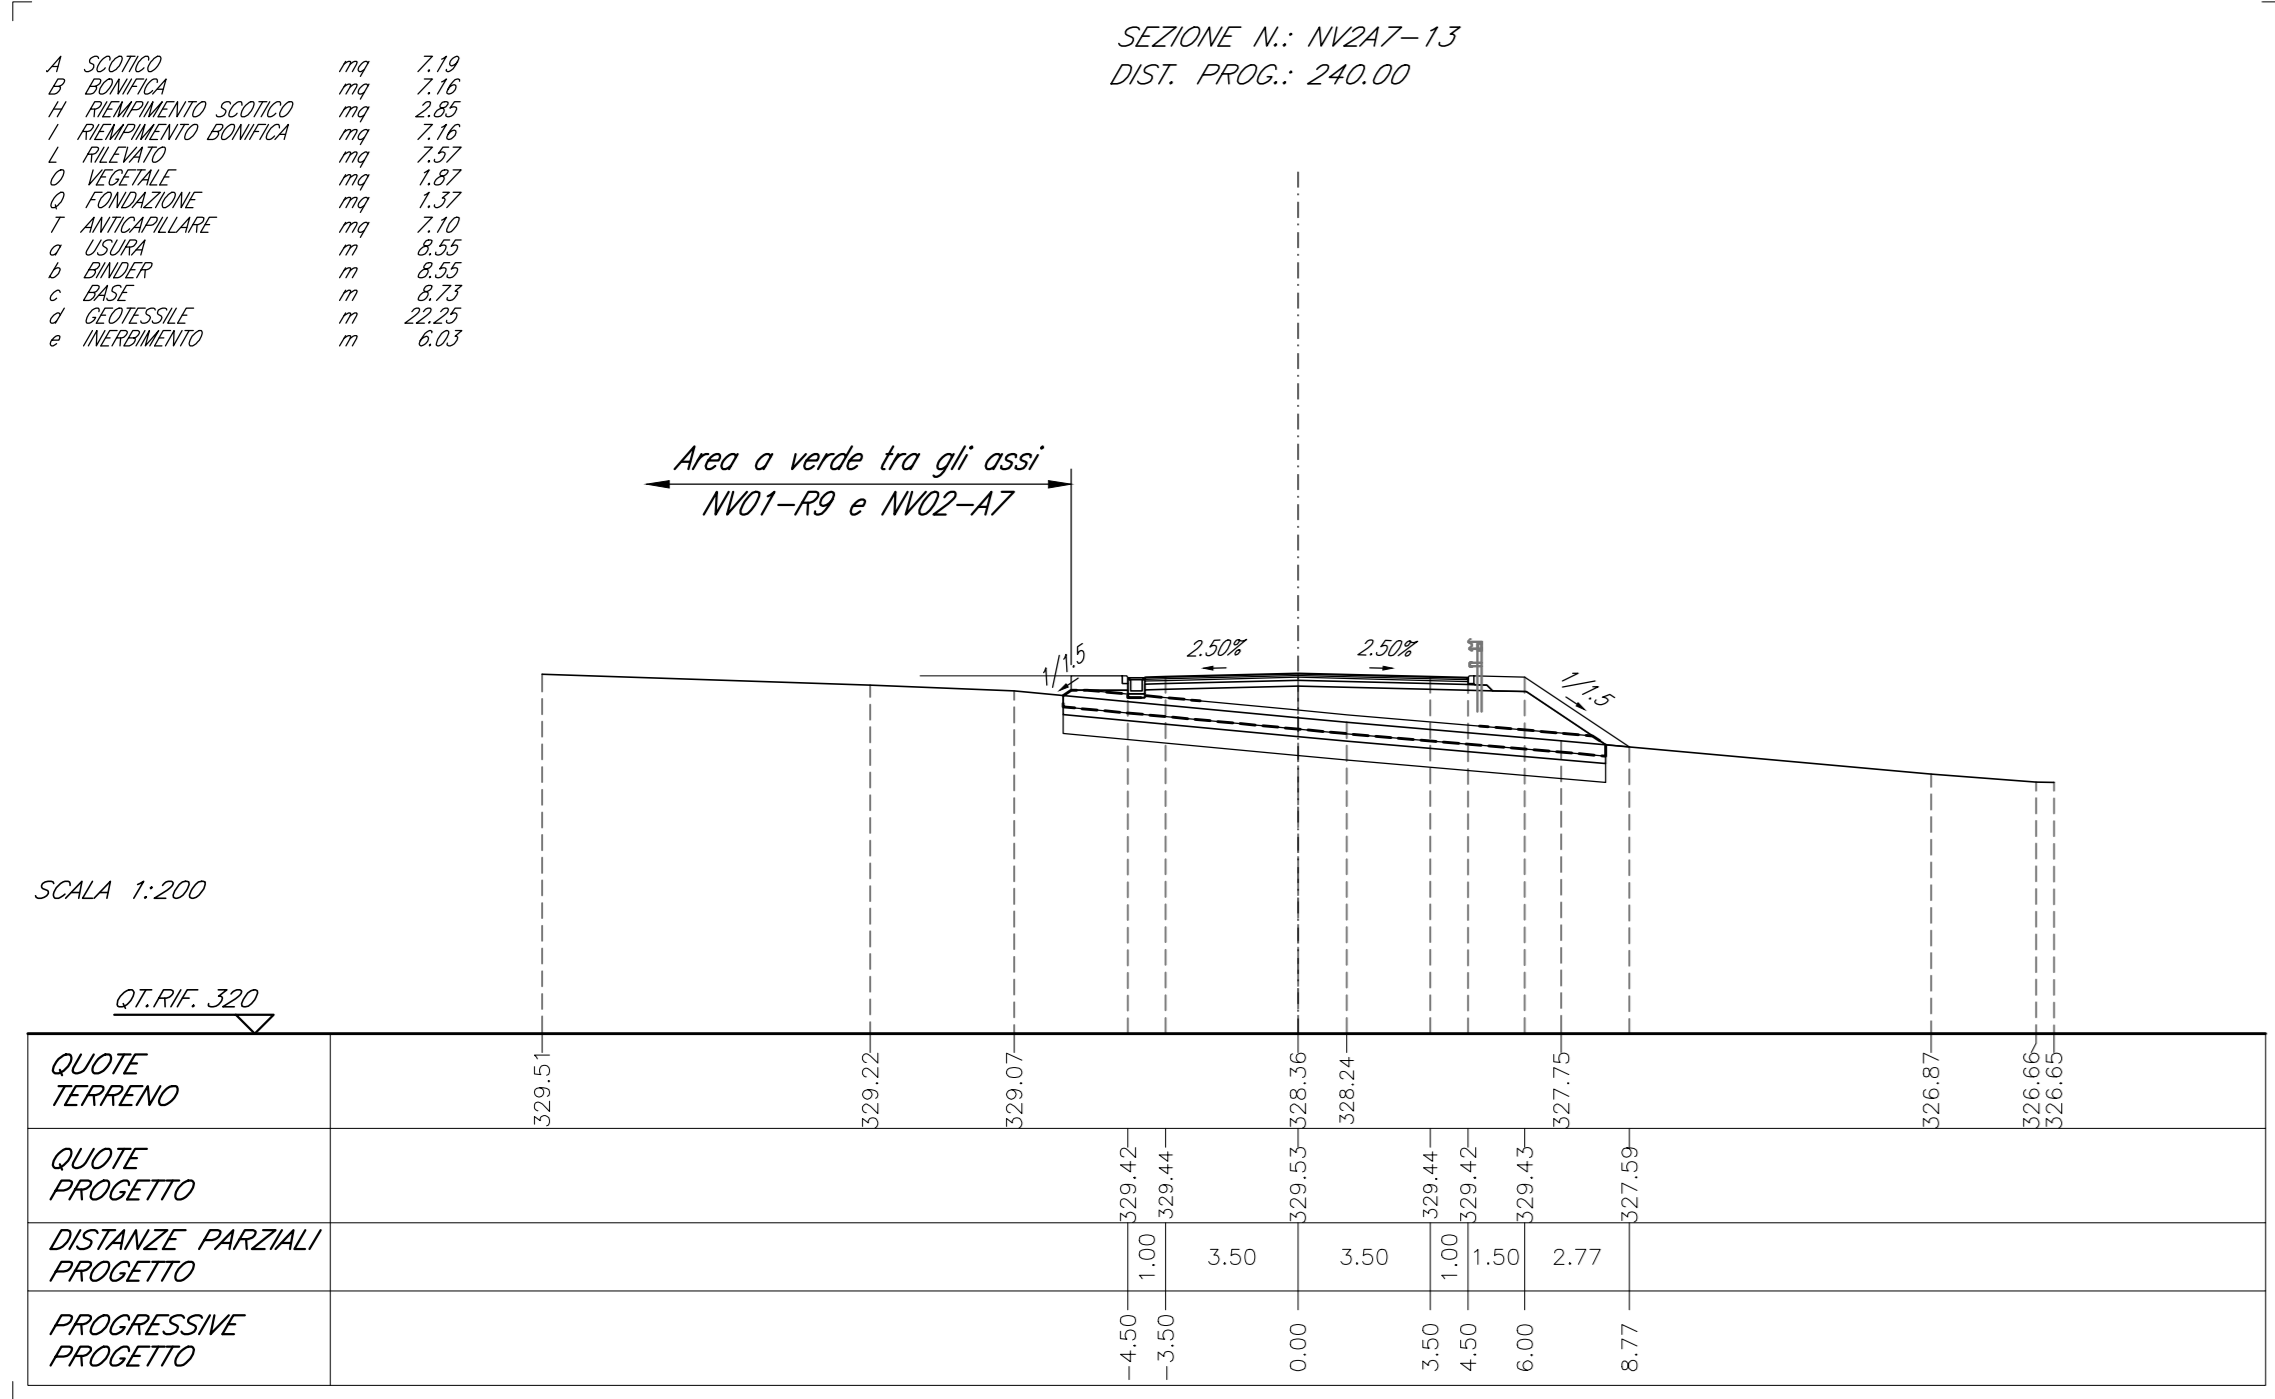 SEZIONE N.: NV2A7-13
DIST. PROG.: 240.00
A SCOTICO mq 7.19
B BONIFICA mq 7.16
H RIEMPIMENTO SCOTICO mq 2.85
I RIEMPIMENTO BONIFICA mq 7.16
L RILEVATO mq 7.57
O VEGETALE mq 1.87
Q FONDAZIONE mq 1.37
T ANTICAPILLARE mq 7.10
a USURA m 8.55
b BINDER m 8.55
c BASE m 8.73
d GEOTESSILE m 22.25
e INERBIMENTO m 6.03
Area a verde tra gli assi
NV01-R9 e NV02-A7
1/1.5
2.50%
2.50%
1/1.5
SCALA 1:200
QT.RIF. 320
QUOTE
TERRENO
329.51
329.22
329.07
328.36
328.24
327.75
326.87
326.66
326.65
QUOTE
PROGETTO
329.42
329.44
329.53
329.44
329.42
329.43
327.59
DISTANZE PARZIALI
PROGETTO
1.00
3.50
3.50
1.00
1.50
2.77
PROGRESSIVE
PROGETTO
-4.50
-3.50
0.00
3.50
4.50
6.00
8.77